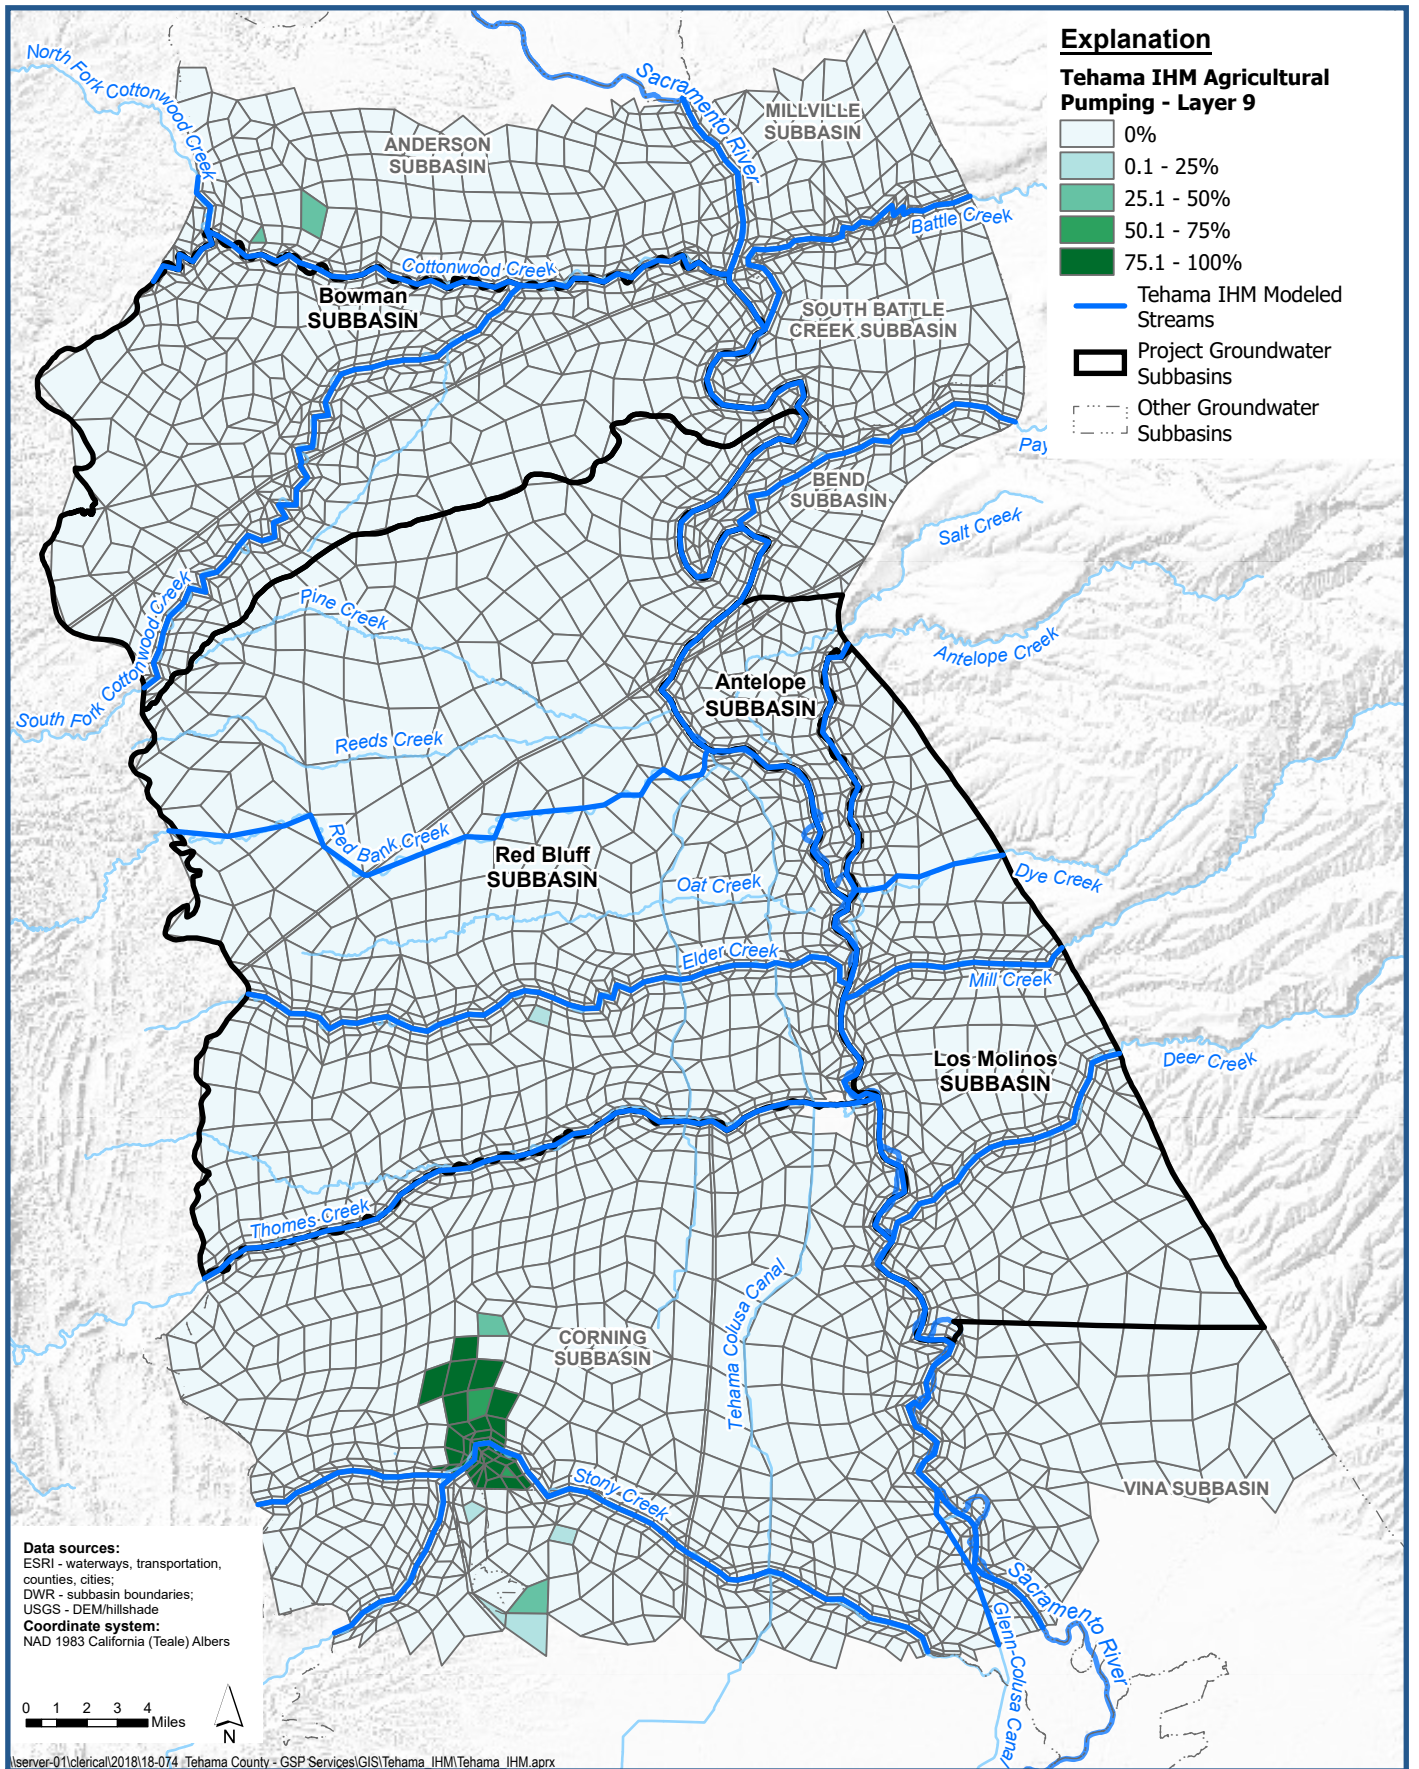 Explanation
Tehama IHM Agricultural
Pumping - Layer 9
0%
0.1 - 25%
25.1 - 50%
50.1 - 75%
75.1 - 100%
Tehama IHM Modeled
Streams
Project Groundwater
Subbasins
Other Groundwater
Subbasins
North Fork Cottonwood Creek
Sacramento River
MILLVILLE
SUBBASIN
ANDERSON
SUBBASIN
Battle Creek
Cottonwood Creek
Bowman
SUBBASIN
SOUTH BATTLE
CREEK SUBBASIN
Pay
BEND
SUBBASIN
Salt Creek
Pine Creek
Antelope Creek
South Fork Cottonwood Creek
Antelope
SUBBASIN
Reeds Creek
Red Bank Creek
Red Bluff
SUBBASIN
Oat Creek
Dye Creek
Elder Creek
Mill Creek
Los Molinos
SUBBASIN
Deer Creek
Thomes Creek
Tehama Colusa Canal
CORNING
SUBBASIN
Stony Creek
VINA SUBBASIN
Sacramento River
Glenn-Colusa Canal
Data sources:
ESRI - waterways, transportation,
counties, cities;
DWR - subbasin boundaries;
USGS - DEM/hillshade
Coordinate system:
NAD 1983 California (Teale) Albers
0 1 2 3 4
Miles
N
\\server-01\clerical\2018\18-074_Tehama County - GSP Services\GIS\Tehama_IHM\Tehama_IHM.aprx